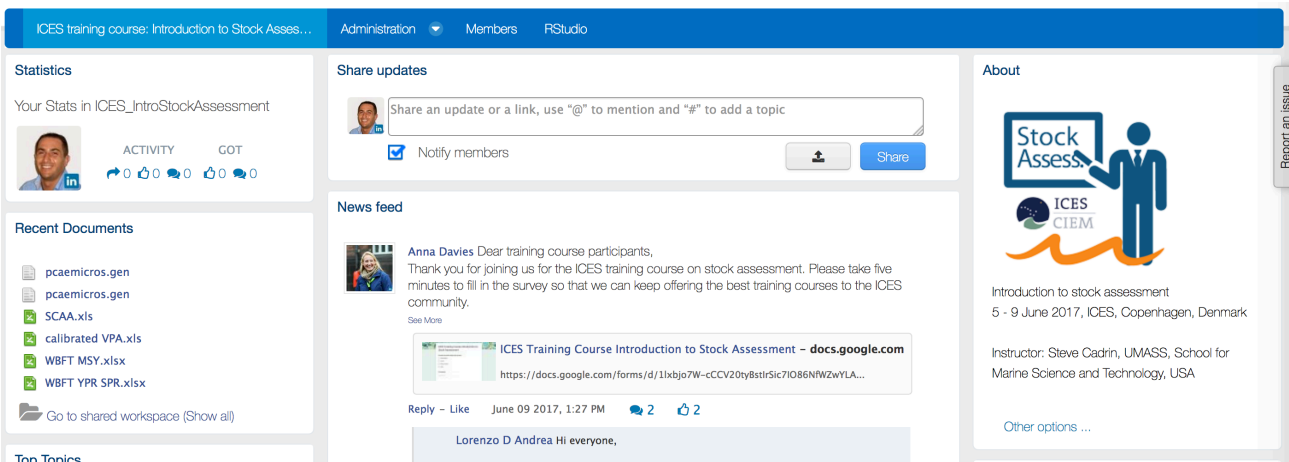 ICES training course: Introduction to Stock Asses...
Administration
Members
RStudio
Statistics
Your Stats in ICES_IntroStockAssessment
ACTIVITY
GOT
0 0 0 0 0
in
Recent Documents
pcaemicros.gen
pcaemicros.gen
SCAA.xls
calibrated VPA.xls
WBFT MSY.xlsx
WBFT YPR SPR.xlsx
Go to shared workspace (Show all)
Top Topics
Share updates
Share an update or a link, use “@” to mention and “#” to add a topic
in
Notify members
Share
News feed
Anna Davies Dear training course participants,
Thank you for joining us for the ICES training course on stock assessment. Please take five
minutes to fill in the survey so that we can keep offering the best training courses to the ICES
community.
See More
ICES Training Course Introduction to Stock Assessment – docs.google.com
Reply – Like June 09 2017, 1:27 PM 2 2
Lorenzo D Andrea Hi everyone,
About
Stock
Assess.
ICES
CIEM
Introduction to stock assessment
5 - 9 June 2017, ICES, Copenhagen, Denmark
Instructor: Steve Cadrin, UMASS, School for
Marine Science and Technology, USA
Other options ...
Report an issue